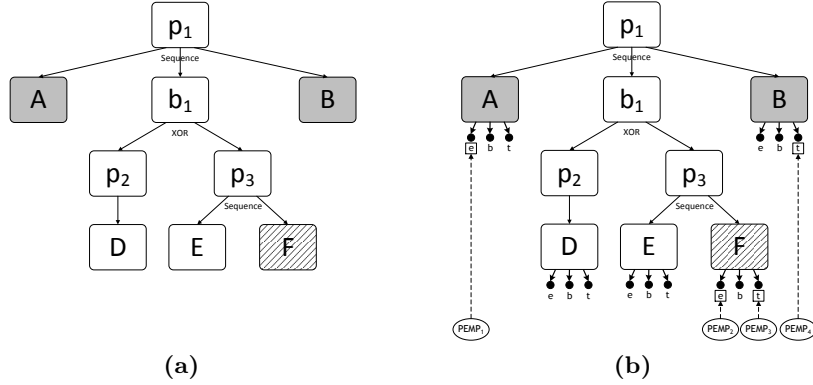 p1
Sequence
A
b1
B
XOR
p2
p3
Sequence
D
E
F
(a)
p1
Sequence
A
b1
B
e b t
XOR
e b t
p2
p3
Sequence
D
E
F
e b t
e b t
e b t
PEMP1
PEMP2
PEMP3
PEMP4
(b)